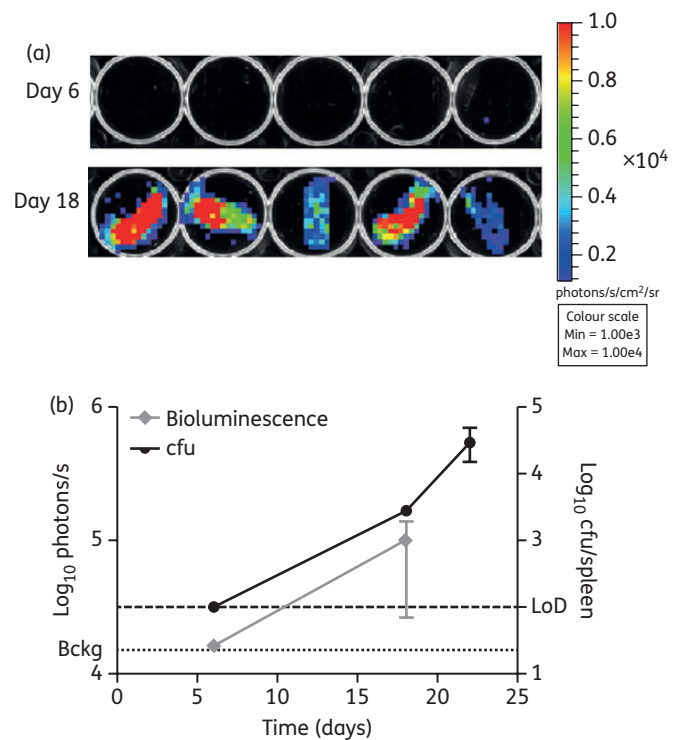 (a)
Day 6
Day 18
1.0
0.8
0.6
×10⁴
0.4
0.2
photons/s/cm²/sr
Colour scale
Min = 1.00e3
Max = 1.00e4
(b)
Bioluminescence
cfu
6
5
4
Bckg
Log₁₀ photons/s
5
4
3
LoD
1
Log₁₀ cfu/spleen
0 5 10 15 20 25
Time (days)